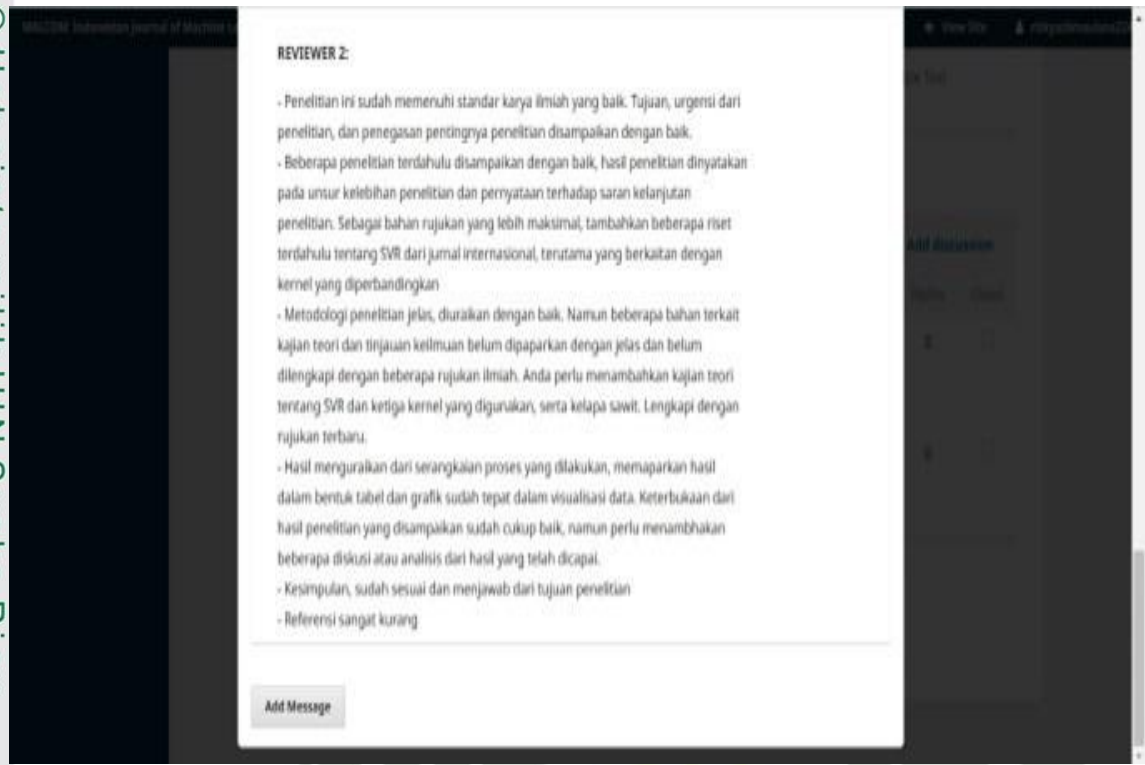 MALCOM: Indonesian Journal of Machine
View Site
REVIEWER 2:
- Penelitian ini sudah memenuhi standar karya ilmiah yang baik. Tujuan, urgensi dari
penelitian, dan penegasan pentingnya penelitian disampaikan dengan baik.
- Beberapa penelitian terdahulu disampaikan dengan baik, hasil penelitian dinyatakan
pada unsur kelebihan penelitian dan pernyataan terhadap saran kelanjutan
penelitian. Sebagai bahan rujukan yang lebih maksimal, tambahkan beberapa riset
terdahulu tentang SVR dari jurnal internasional, terutama yang berkaitan dengan
kernel yang diperbandingkan
- Metodologi penelitian jelas, diuraikan dengan baik. Namun beberapa bahan terkait
kajian teori dan tinjauan keilmuan belum dipaparkan dengan jelas dan belum
dilengkapi dengan beberapa rujukan ilmiah. Anda perlu menambahkan kajian teori
tentang SVR dan ketiga kernel yang digunakan, serta kelapa sawit. Lengkapi dengan
rujukan terbaru.
- Hasil menguraikan dari serangkaian proses yang dilakukan, memaparkan hasil
dalam bentuk tabel dan grafik sudah tepat dalam visualisasi data. Keterbukaan dari
hasil penelitian yang disampaikan sudah cukup baik, namun perlu menambhakan
beberapa diskusi atau analisis dari hasil yang telah dicapai.
- Kesimpulan, sudah sesuai dan menjawab dari tujuan penelitian
- Referensi sangat kurang
Add discussion
Replies Closed
Add Message